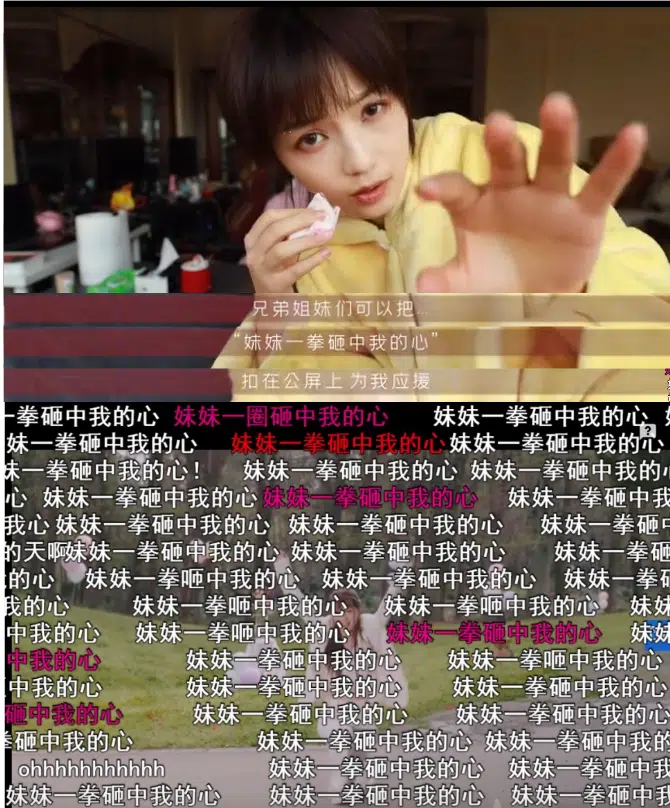 兄弟姐妹们可以把...
“妹妹一拳砸中我的心”
扣在公屏上 为我应援
一拳砸中我的心 妹妹一圈砸中我的心 妹妹一拳砸中我的心
妹一拳砸中我的心 妹妹一拳砸中我的心 妹妹一拳砸中我的心
妹一拳砸中我的心! 妹妹一拳砸中我的心 妹妹一拳砸中我的心
心 妹妹一拳砸中我的心 妹妹一拳砸中我的心 妹妹一拳砸中我
我心 妹妹一拳砸中我的心 妹妹一拳砸中我的心 妹妹一拳砸中
的天啊 妹妹一拳砸中我的心 妹妹一拳砸中我的心 妹妹一拳砸
的心 妹妹一拳咂中我的心 妹妹一拳砸中我的心 妹妹一拳砸
我的心 妹妹一拳咂中我的心 妹妹一拳砸中我的心 妹妹
中我的心 妹妹一拳咂中我的心 妹妹一拳砸中我的心 妹妹
中我的心 妹妹一拳砸中我的心 妹妹一拳咂中我的心
中我的心 妹妹一拳砸中我的心 妹妹一拳砸中我的心
砸中我的心 妹妹一拳砸中我的心 妹妹一拳砸中我的心
拳砸中我的心 妹妹一拳砸中我的心 妹妹一拳砸中我的心
ohhhhhhhhhhhh 妹妹一拳砸中我的心 妹妹一拳砸中我
妹妹一拳砸中我的心 妹妹一拳砸中我的心 妹妹一拳砸中我